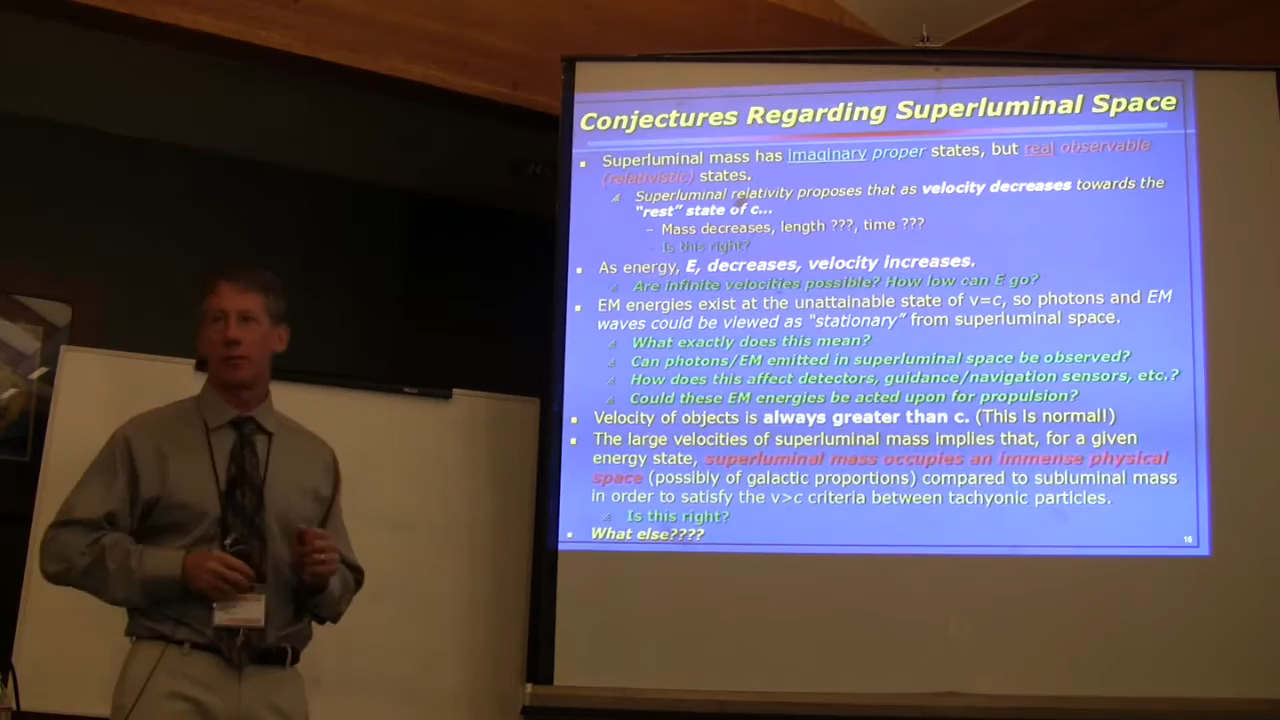 Conjectures Regarding Superluminal Space
Superluminal mass has imaginary proper states, but real observable
(relativistic) states.
Superluminal relativity proposes that as velocity decreases towards the
"rest" state of c...
– Mass decreases, length ???, time ???
– Is this right?
As energy, E, decreases, velocity increases.
Are infinite velocities possible? How low can E go?
EM energies exist at the unattainable state of v=c, so photons and EM
waves could be viewed as "stationary" from superluminal space.
What exactly does this mean?
Can photons/EM emitted in superluminal space be observed?
How does this affect detectors, guidance/navigation sensors, etc.?
Could these EM energies be acted upon for propulsion?
Velocity of objects is always greater than c. (This is normal!)
The large velocities of superluminal mass implies that, for a given
energy state, superluminal mass occupies an immense physical
space (possibly of galactic proportions) compared to subluminal mass
in order to satisfy the v>c criteria between tachyonic particles.
Is this right?
What else????
16